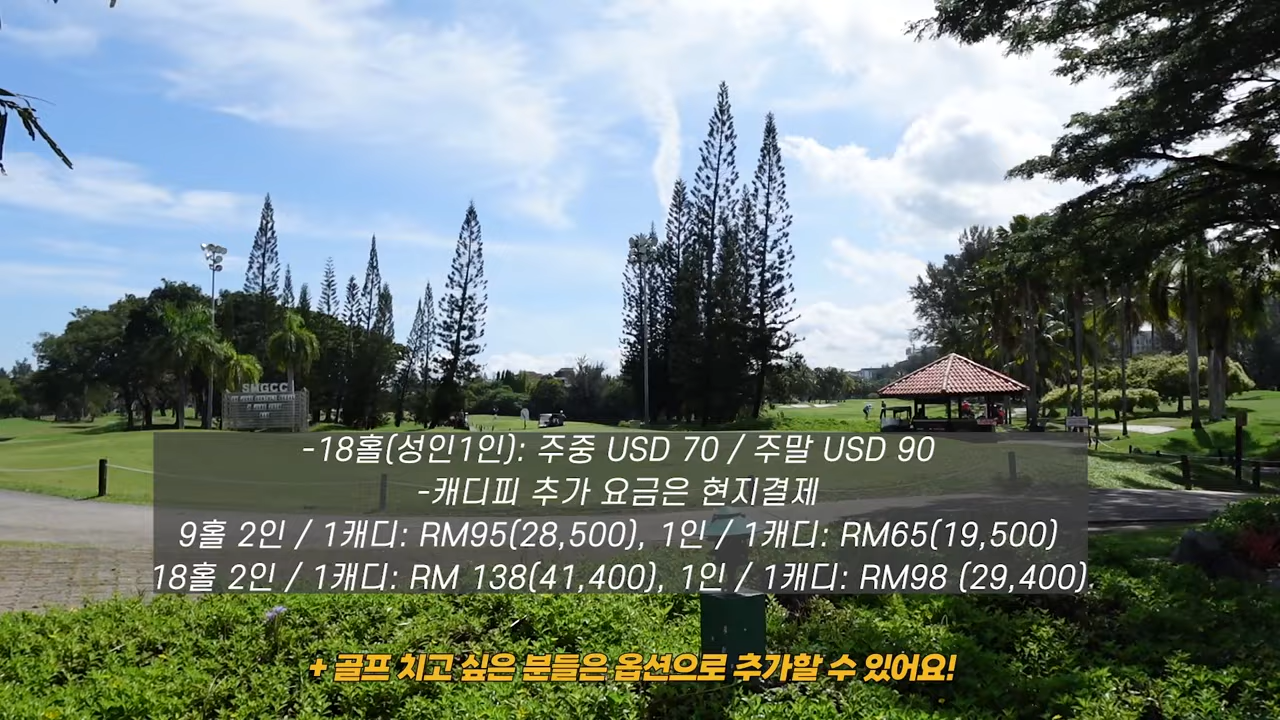 SMGCC
-18홀(성인1인): 주중 USD 70 / 주말 USD 90
-캐디피 추가 요금은 현지결제
9홀 2인 / 1캐디: RM95(28,500), 1인 / 1캐디: RM65(19,500)
18홀 2인 / 1캐디: RM 138(41,400), 1인 / 1캐디: RM98 (29,400).
+ 골프 치고 싶은 분들은 옵션으로 추가할 수 있어요!